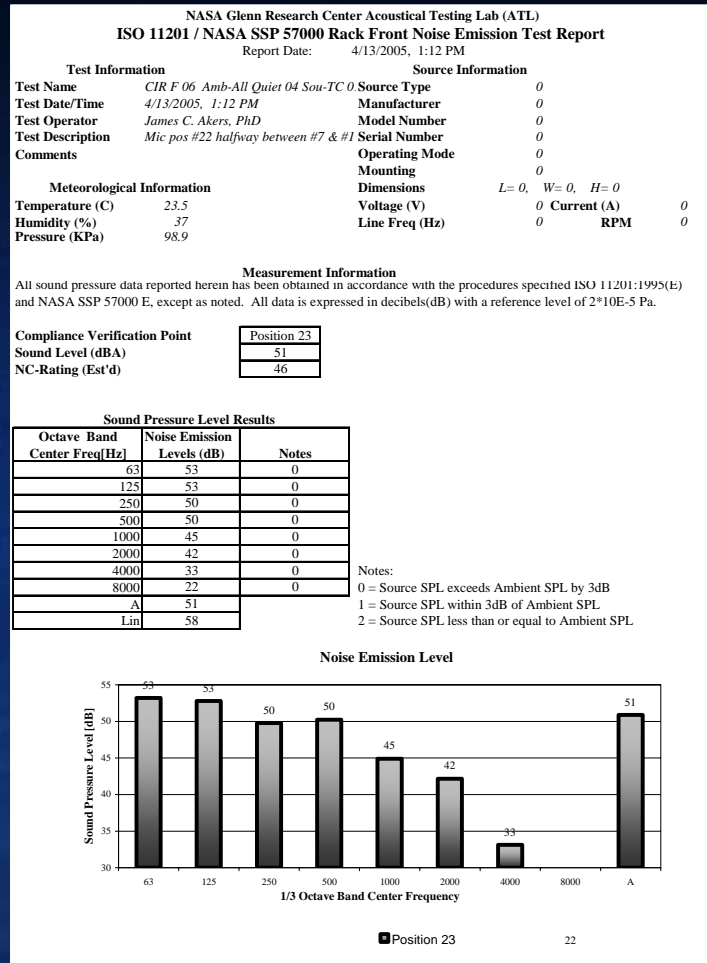 NASA Glenn Research Center Acoustical Testing Lab (ATL)
ISO 11201 / NASA SSP 57000 Rack Front Noise Emission Test Report
Report Date: 4/13/2005, 1:12 PM
Test Information Source Information
Test Name CIR F 06 Amb-All Quiet 04 Sou-TC 0. Source Type 0
Test Date/Time 4/13/2005, 1:12 PM Manufacturer 0
Test Operator James C. Akers, PhD Model Number 0
Test Description Mic pos #22 halfway between #7 & #1 Serial Number 0
Comments Operating Mode 0
Mounting 0
Meteorological Information Dimensions L= 0, W= 0, H= 0
Temperature (C) 23.5 Voltage (V) 0 Current (A) 0
Humidity (%) 37 Line Freq (Hz) 0 RPM 0
Pressure (KPa) 98.9
Measurement Information
All sound pressure data reported herein has been obtained in accordance with the procedures specified ISO 11201:1995(E)
and NASA SSP 57000 E, except as noted. All data is expressed in decibels(dB) with a reference level of 2*10E-5 Pa.
Compliance Verification Point Position 23
Sound Level (dBA) 51
NC-Rating (Est'd) 46
Sound Pressure Level Results
Octave Band Noise Emission
Center Freq[Hz] Levels (dB) Notes
63 53 0
125 53 0
250 50 0
500 50 0
1000 45 0
2000 42 0
4000 33 0 Notes:
8000 22 0 0 = Source SPL exceeds Ambient SPL by 3dB
A 51 1 = Source SPL within 3dB of Ambient SPL
Lin 58 2 = Source SPL less than or equal to Ambient SPL
Noise Emission Level
Sound Pressure Level [dB]
55
50
45
40
35
30
53 53 50 50 45 42 33 51
63 125 250 500 1000 2000 4000 8000 A
1/3 Octave Band Center Frequency
Position 23 22